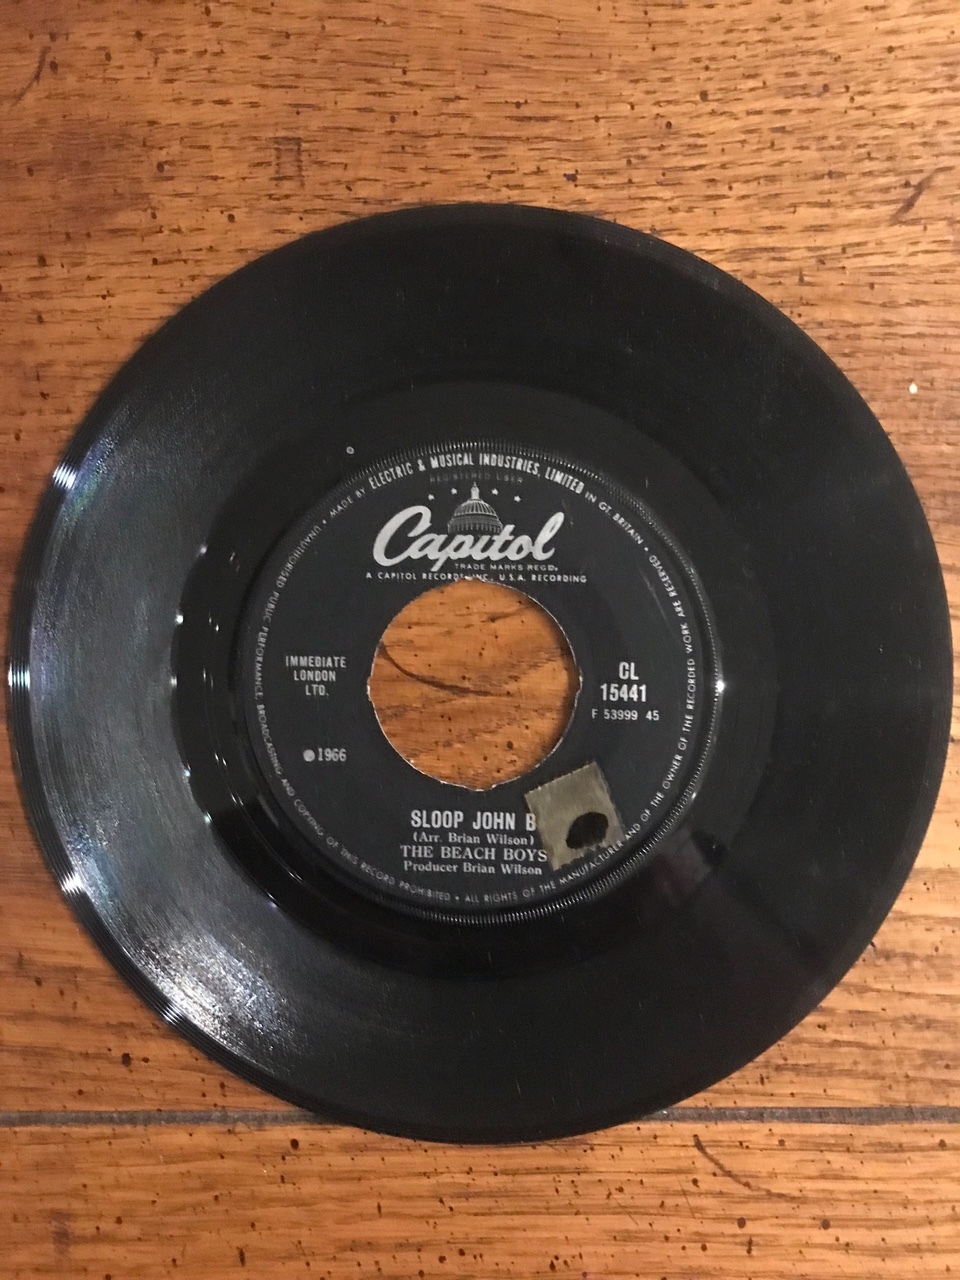 MADE BY ELECTRIC & MUSICAL INDUSTRIES, LIMITED IN GT. BRITAIN • ALL RIGHTS OF THE MANUFACTURER AND OF THE OWNER OF THE RECORDED WORK ARE RESERVED • UNAUTHORISED PUBLIC PERFORMANCE, BROADCASTING AND COPYING OF THIS RECORD PROHIBITED •
REGISTERED USER
Capitol
TRADE MARKS REGD.
A CAPITOL RECORDS INC., U.S.A. RECORDING
IMMEDIATE
LONDON
LTD.
CL
15441
F 53999 45
℗1966
SLOOP JOHN B
(Arr. Brian Wilson)
THE BEACH BOYS
Producer Brian Wilson